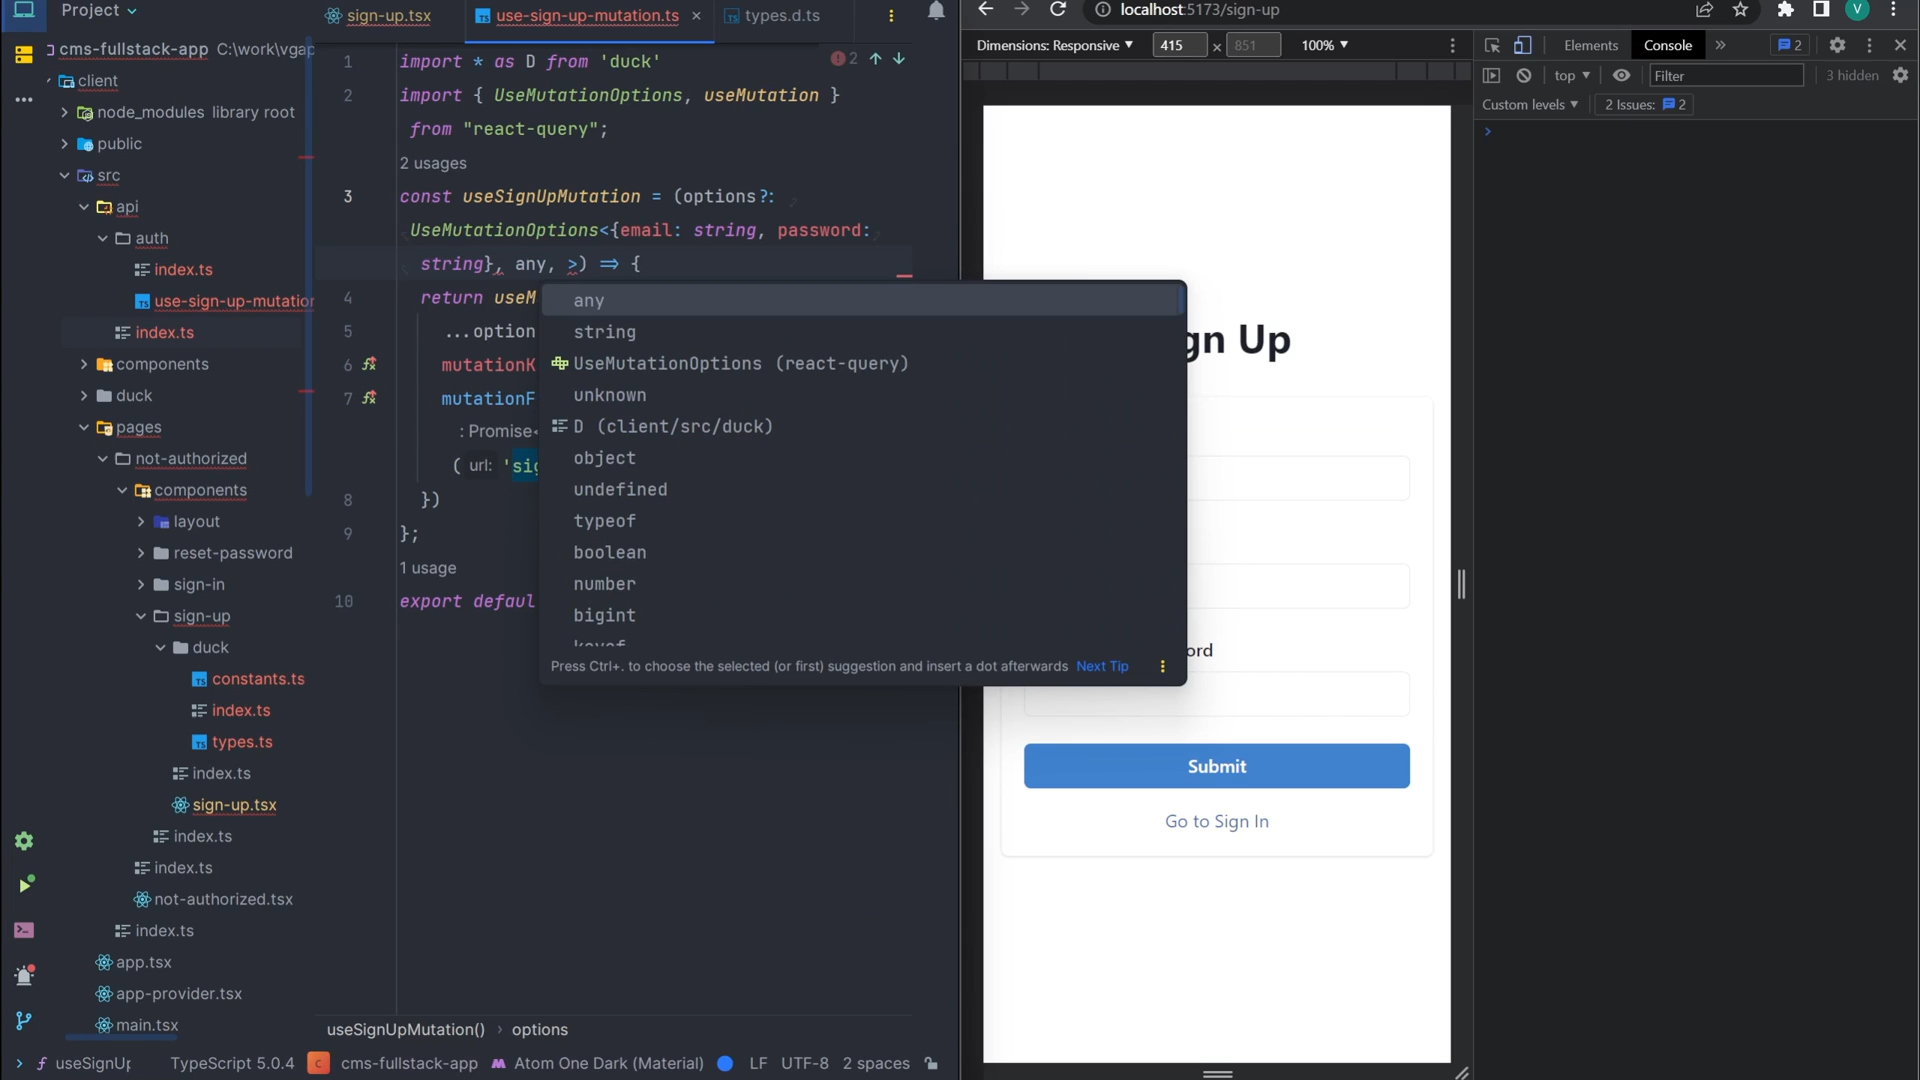 Project
cms-fullstack-app C:\work\vgap
client
node_modules library root
public
src
api
auth
index.ts
use-sign-up-mutation
index.ts
components
duck
pages
not-authorized
components
layout
reset-password
sign-in
sign-up
duck
constants.ts
index.ts
types.ts
index.ts
sign-up.tsx
index.ts
index.ts
not-authorized.tsx
index.ts
app.tsx
app-provider.tsx
main.tsx
sign-up.tsx
use-sign-up-mutation.ts
types.d.ts
2
1 import * as D from 'duck'
2 import { UseMutationOptions, useMutation }
from "react-query";
2 usages
3 const useSignUpMutation = (options?:
UseMutationOptions<{email: string, password:
string}, any, >) => {
4 return useM
5 ...option
6 mutationK
7 mutationF
: Promise<
( url: 'sig
8 })
9 };
1 usage
10 export defaul
any
string
UseMutationOptions (react-query)
unknown
D (client/src/duck)
object
undefined
typeof
boolean
number
bigint
keyof
Press Ctrl+. to choose the selected (or first) suggestion and insert a dot afterwards Next Tip
useSignUpMutation() › options
useSignUp
TypeScript 5.0.4
C cms-fullstack-app
Atom One Dark (Material)
LF
UTF-8
2 spaces
localhost:5173/sign-up
V
Dimensions: Responsive
415 × 851
100%
gn Up
ord
Submit
Go to Sign In
Elements
Console
2
top
Filter
3 hidden
Custom levels
2 Issues: 2